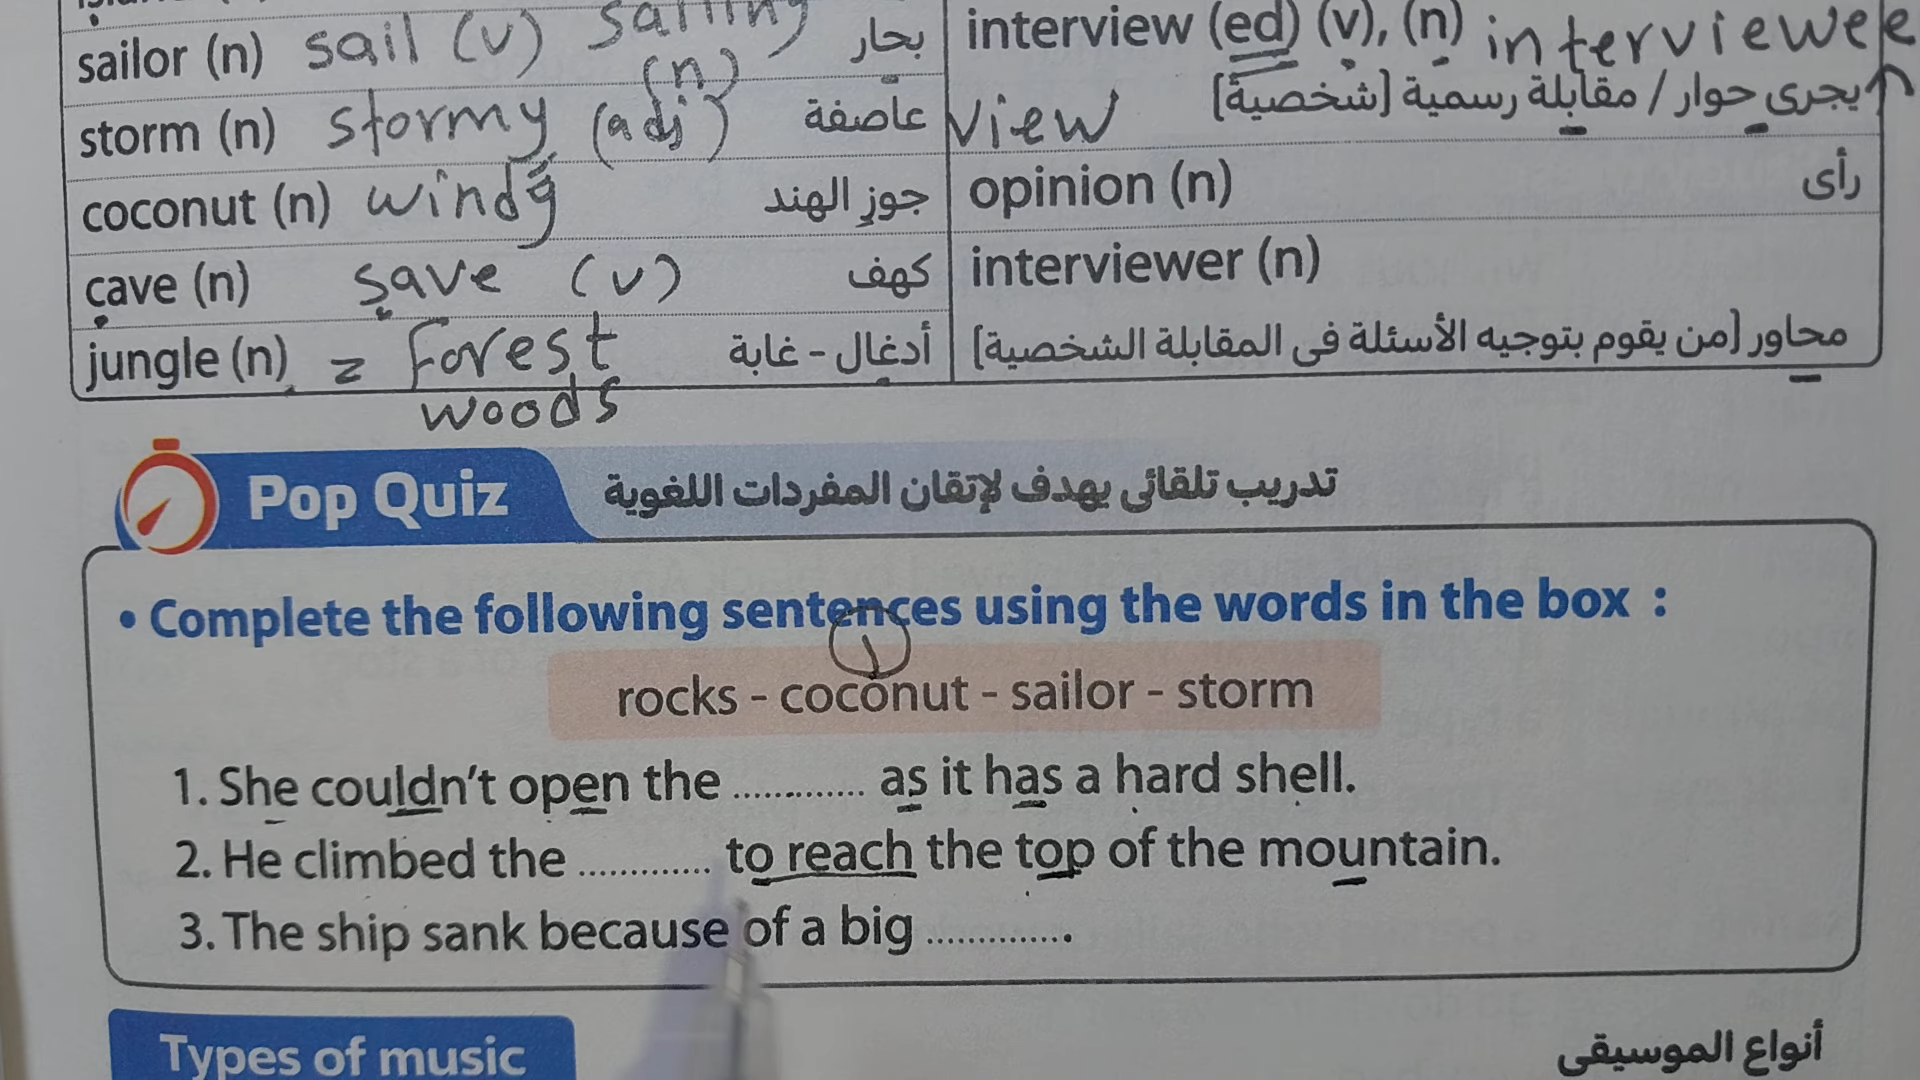 sailor (n) sail (v) sailing (n) بحار
storm (n) stormy (adj) عاصفة
coconut (n) windy جوز الهند
cave (n) save (v) كهف
jungle (n) = Forest أدغال - غابة
woods
interview (ed) (v), (n) interviewee
view يجرى حوار / مقابلة رسمية [شخصية]
opinion (n) رأى
interviewer (n)
محاور [من يقوم بتوجيه الأسئلة فى المقابلة الشخصية]
Pop Quiz تدريب تلقائى يهدف لإتقان المفردات اللغوية
• Complete the following sentences using the words in the box :
1
rocks - coconut - sailor - storm
1. She couldn't open the ............. as it has a hard shell.
2. He climbed the ............. to reach the top of the mountain.
3. The ship sank because of a big ..............
Types of music أنواع الموسيقى